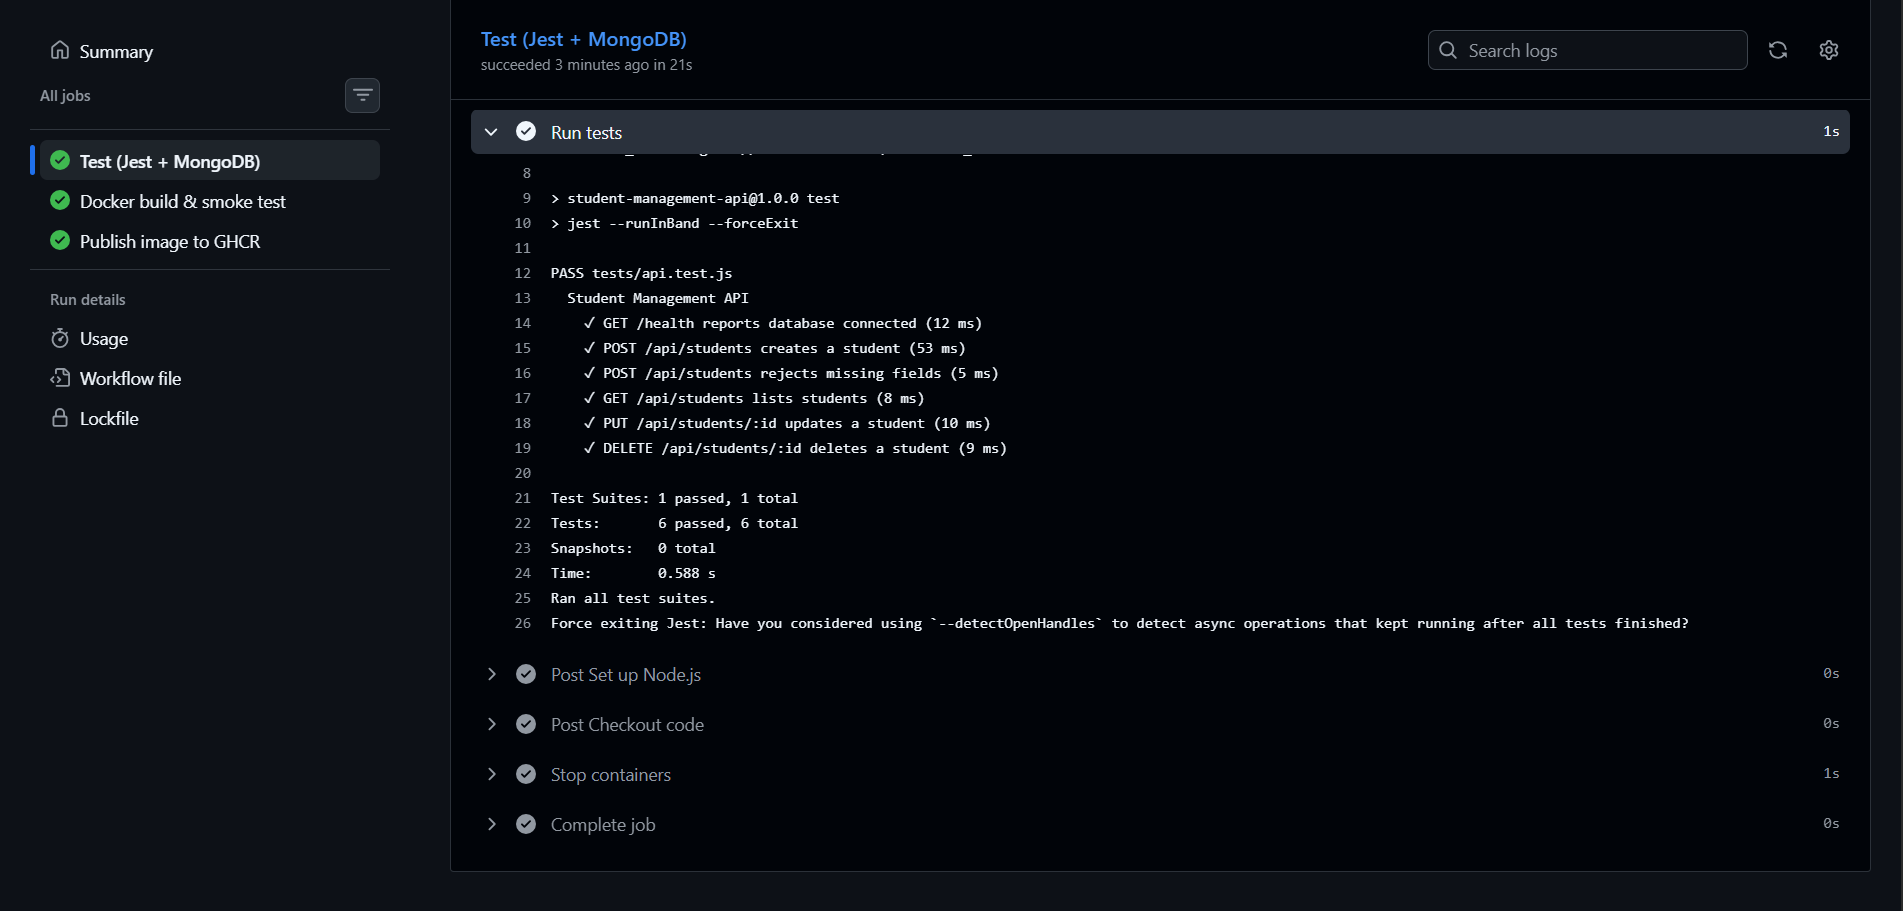 Summary
All jobs
Test (Jest + MongoDB)
Docker build & smoke test
Publish image to GHCR
Run details
Usage
Workflow file
Lockfile
Test (Jest + MongoDB)
succeeded 3 minutes ago in 21s
Search logs
Run tests 1s
8
9 > student-management-api@1.0.0 test
10 > jest --runInBand --forceExit
11
12 PASS tests/api.test.js
13 Student Management API
14 ✓ GET /health reports database connected (12 ms)
15 ✓ POST /api/students creates a student (53 ms)
16 ✓ POST /api/students rejects missing fields (5 ms)
17 ✓ GET /api/students lists students (8 ms)
18 ✓ PUT /api/students/:id updates a student (10 ms)
19 ✓ DELETE /api/students/:id deletes a student (9 ms)
20
21 Test Suites: 1 passed, 1 total
22 Tests: 6 passed, 6 total
23 Snapshots: 0 total
24 Time: 0.588 s
25 Ran all test suites.
26 Force exiting Jest: Have you considered using `--detectOpenHandles` to detect async operations that kept running after all tests finished?
Post Set up Node.js 0s
Post Checkout code 0s
Stop containers 1s
Complete job 0s